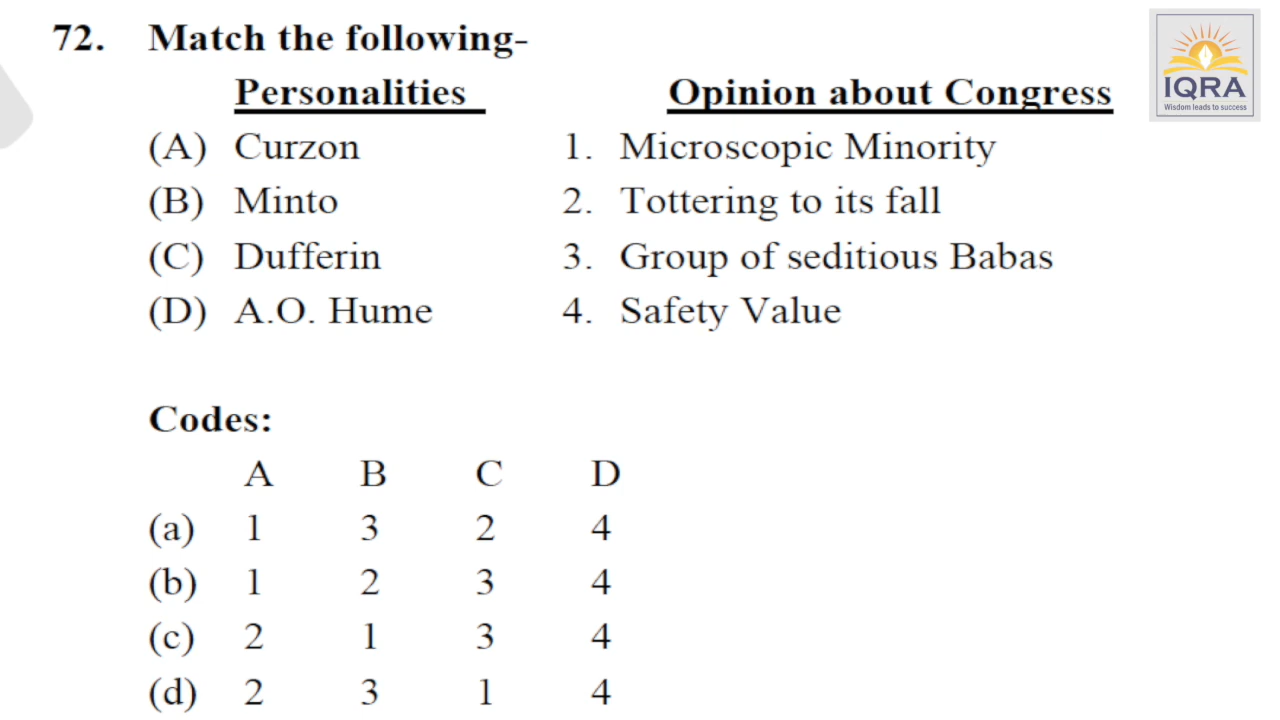 72. Match the following-
Personalities Opinion about Congress
(A) Curzon 1. Microscopic Minority
(B) Minto 2. Tottering to its fall
(C) Dufferin 3. Group of seditious Babas
(D) A.O. Hume 4. Safety Value
Codes:
A B C D
(a) 1 3 2 4
(b) 1 2 3 4
(c) 2 1 3 4
(d) 2 3 1 4
IQRA
Wisdom leads to success